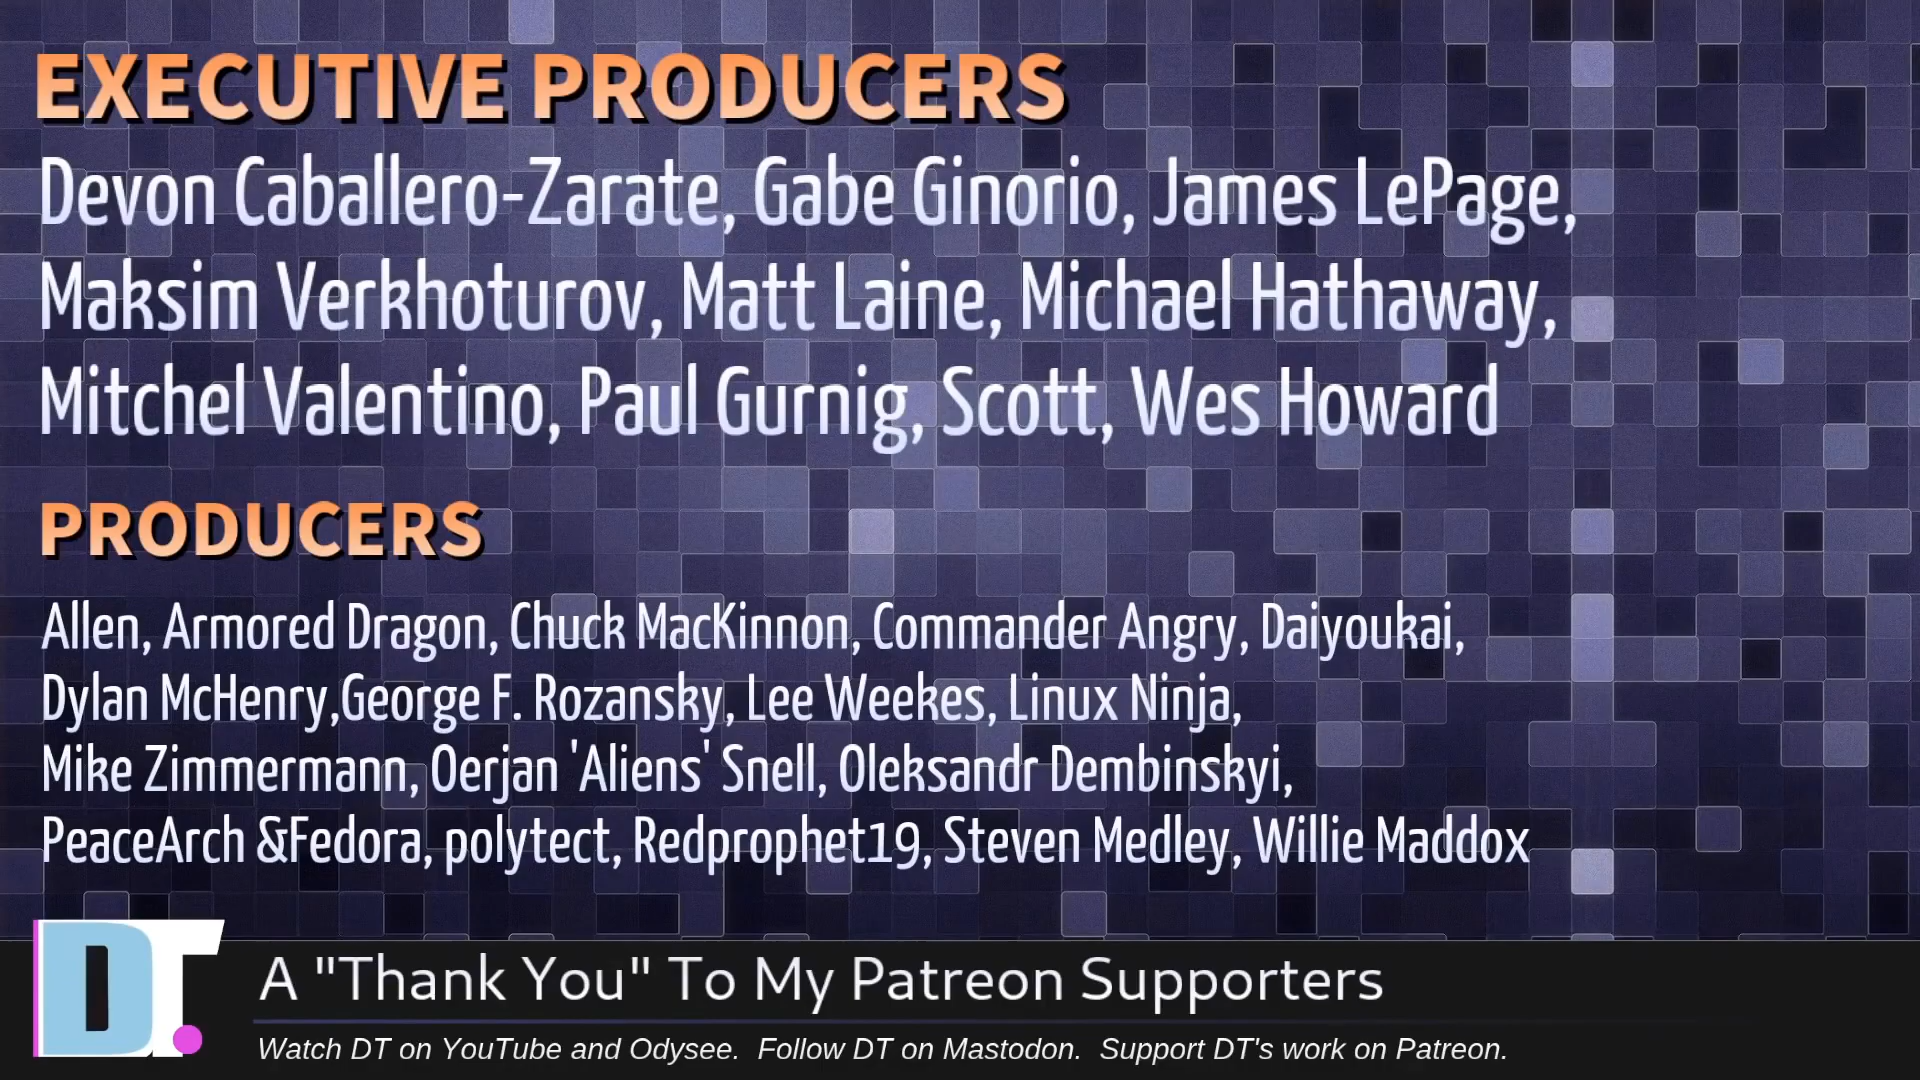 EXECUTIVE PRODUCERS
Devon Caballero-Zarate, Gabe Ginorio, James LePage,
Maksim Verkhoturov, Matt Laine, Michael Hathaway,
Mitchel Valentino, Paul Gurnig, Scott, Wes Howard
PRODUCERS
Allen, Armored Dragon, Chuck MacKinnon, Commander Angry, Daiyoukai,
Dylan McHenry,George F. Rozansky, Lee Weekes, Linux Ninja,
Mike Zimmermann, Oerjan 'Aliens' Snell, Oleksandr Dembinskyi,
PeaceArch &Fedora, polytect, Redprophet19, Steven Medley, Willie Maddox
DT.
A "Thank You" To My Patreon Supporters
Watch DT on YouTube and Odysee.  Follow DT on Mastodon.  Support DT's work on Patreon.